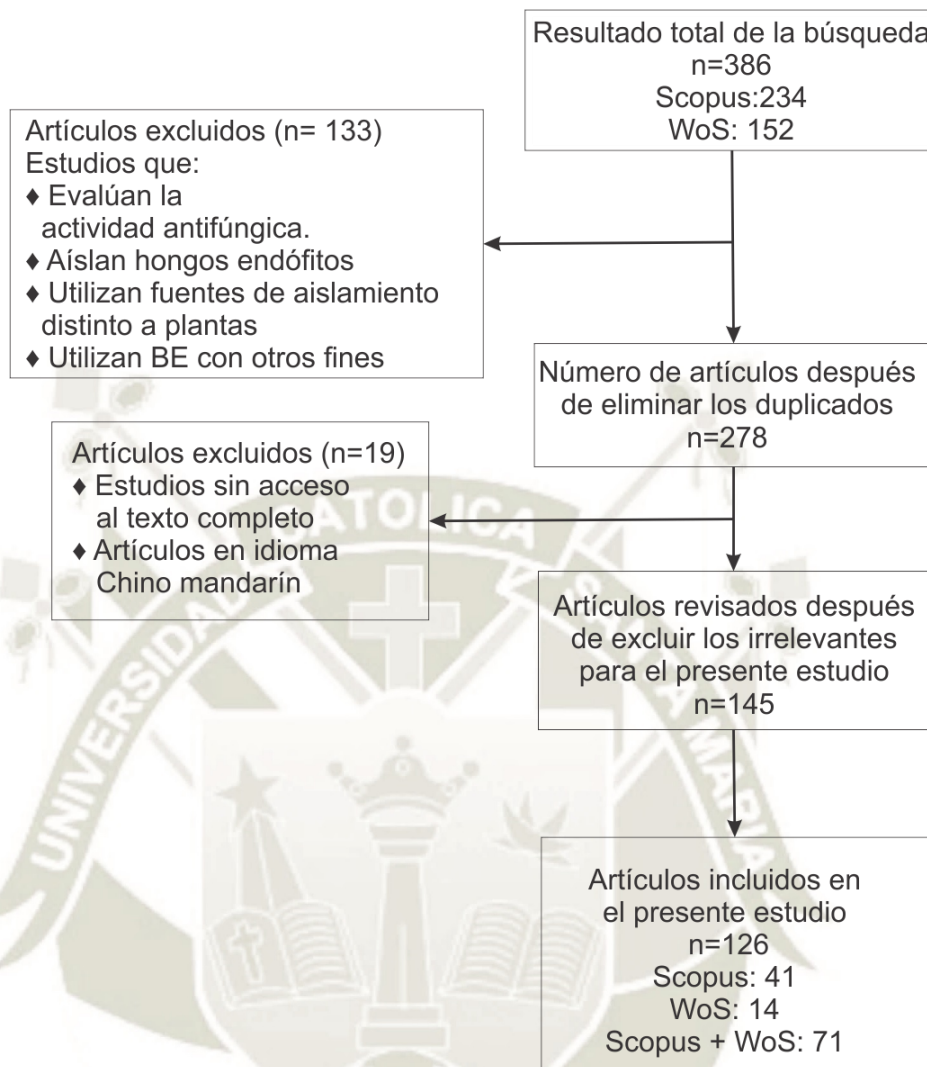 Resultado total de la búsqueda
n=386
Scopus:234
WoS: 152
Artículos excluidos (n= 133)
Estudios que:
♦ Evalúan la
actividad antifúngica.
♦ Aíslan hongos endófitos
♦ Utilizan fuentes de aislamiento
distinto a plantas
♦ Utilizan BE con otros fines
Número de artículos después
de eliminar los duplicados
n=278
Artículos excluidos (n=19)
♦ Estudios sin acceso
al texto completo
♦ Artículos en idioma
Chino mandarín
Artículos revisados después
de excluir los irrelevantes
para el presente estudio
n=145
Artículos incluidos en
el presente estudio
n=126
Scopus: 41
WoS: 14
Scopus + WoS: 71
UNIVERSIDAD CATOLICA SANTA MARIA